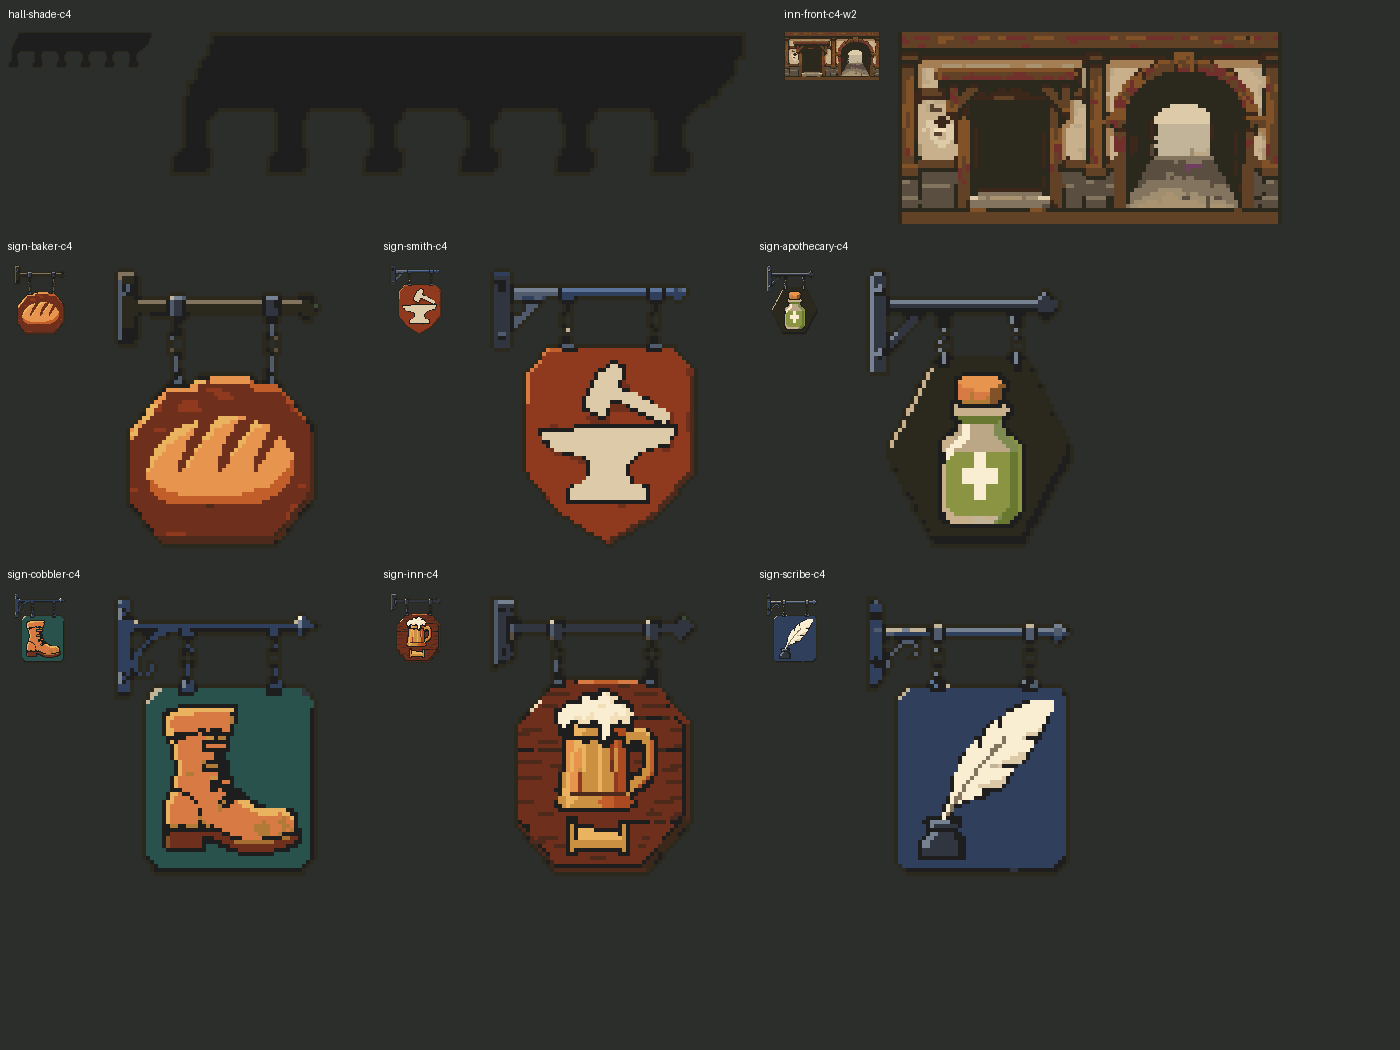 hall-shade-c4
inn-front-c4-w2
sign-baker-c4
sign-smith-c4
sign-apothecary-c4
sign-cobbler-c4
sign-inn-c4
sign-scribe-c4